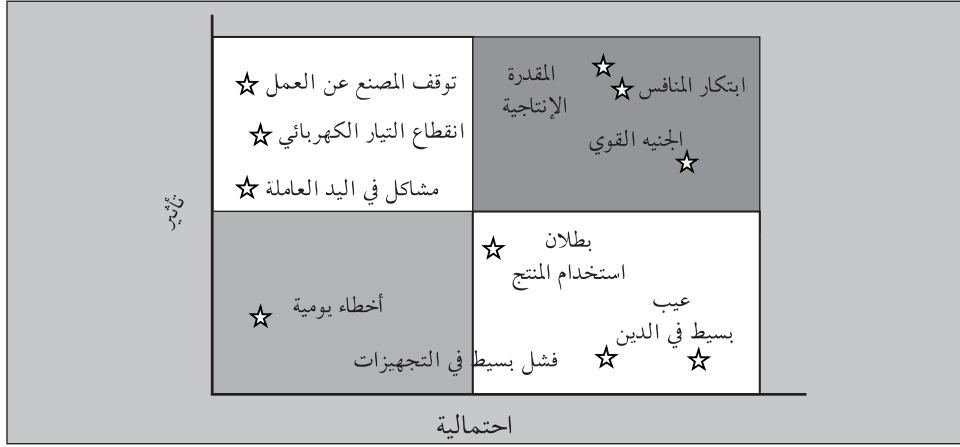 المقدرة
الإنتاجية
ابتكار المنافس
الجنيه القوي
توقف المصنع عن العمل
انقطاع التيار الكهربائي
مشاكل في اليد العاملة
تأثير
بطلان
استخدام المنتج
عيب
بسيط في الدين
فشل بسيط في التجهيزات
أخطاء يومية
احتمالية